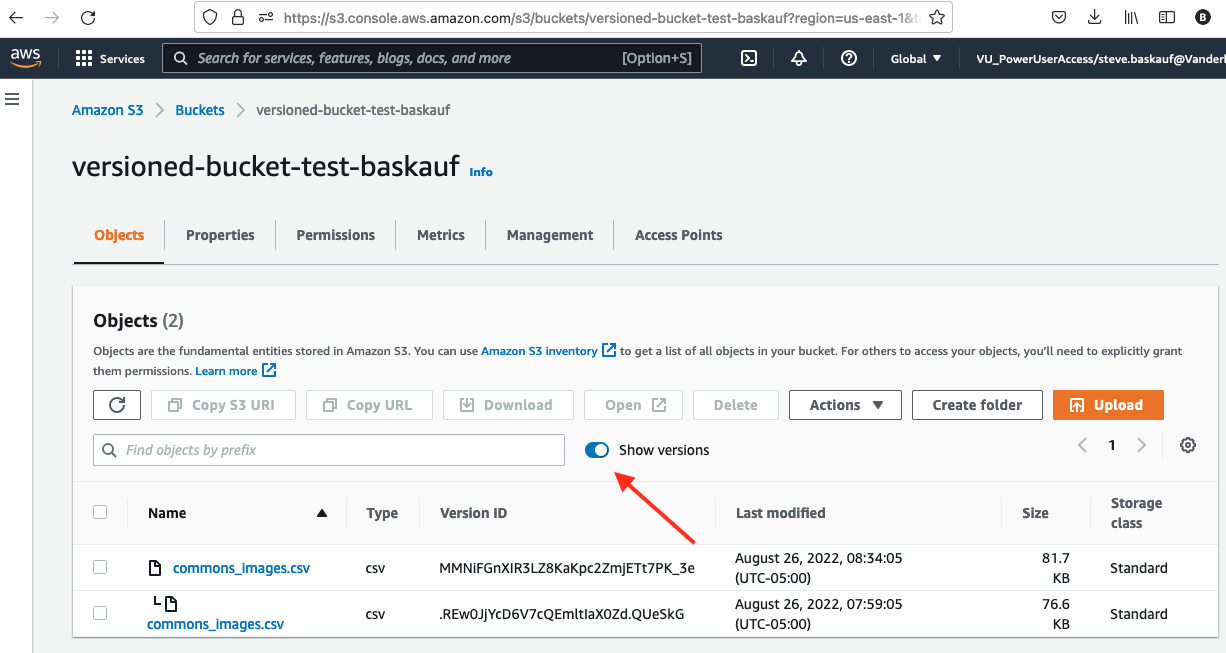 https://s3.console.aws.amazon.com/s3/buckets/versioned-bucket-test-baskauf?region=us-east-1&
B
aws
Services
Search for services, features, blogs, docs, and more [Option+S]
Global
VU_PowerUserAccess/steve.baskauf@Vander
Amazon S3 > Buckets > versioned-bucket-test-baskauf
versioned-bucket-test-baskauf Info
Objects Properties Permissions Metrics Management Access Points
Objects (2)
Objects are the fundamental entities stored in Amazon S3. You can use Amazon S3 inventory to get a list of all objects in your bucket. For others to access your objects, you'll need to explicitly grant
them permissions. Learn more
Copy S3 URI Copy URL Download Open Delete Actions Create folder Upload
Find objects by prefix Show versions 1
Name Type Version ID Last modified Size Storage
class
commons_images.csv csv MMNiFGnXIR3LZ8KaKpc2ZmjETt7PK_3e August 26, 2022, 08:34:05 81.7 Standard
(UTC-05:00) KB
commons_images.csv csv .REw0JjYcD6V7cQEmltIaX0Zd.QUeSkG August 26, 2022, 07:59:05 76.6 Standard
(UTC-05:00) KB